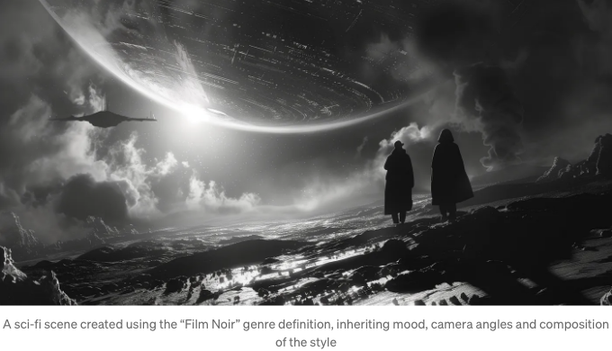 A sci-fi scene created using the “Film Noir” genre definition, inheriting mood, camera angles and composition
of the style